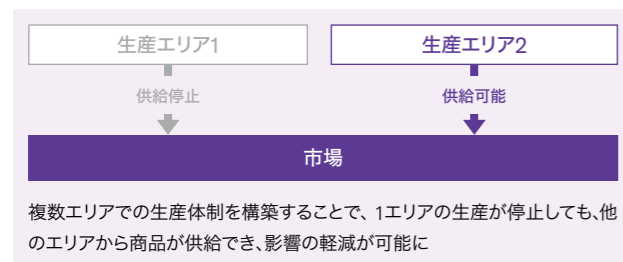 生産エリア1
生産エリア2
供給停止
供給可能
市場
複数エリアでの生産体制を構築することで、1エリアの生産が停止しても、他
のエリアから商品が供給でき、影響の軽減が可能に